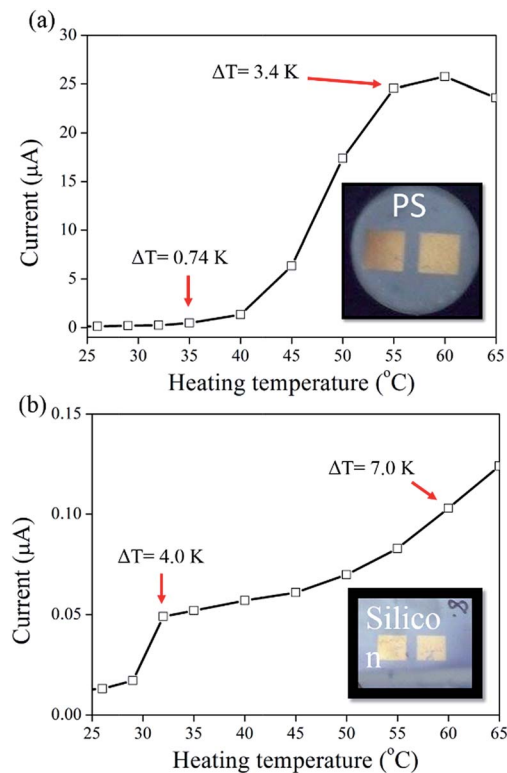 (a)
30
25
20
15
10
5
0
Current (μA)
ΔT= 3.4 K
ΔT= 0.74 K
PS
25 30 35 40 45 50 55 60 65
Heating temperature (°C)
(b)
0.15
0.10
0.05
0.00
Current (μA)
ΔT= 7.0 K
ΔT= 4.0 K
Silico
n
25 30 35 40 45 50 55 60 65
Heating temperature (°C)